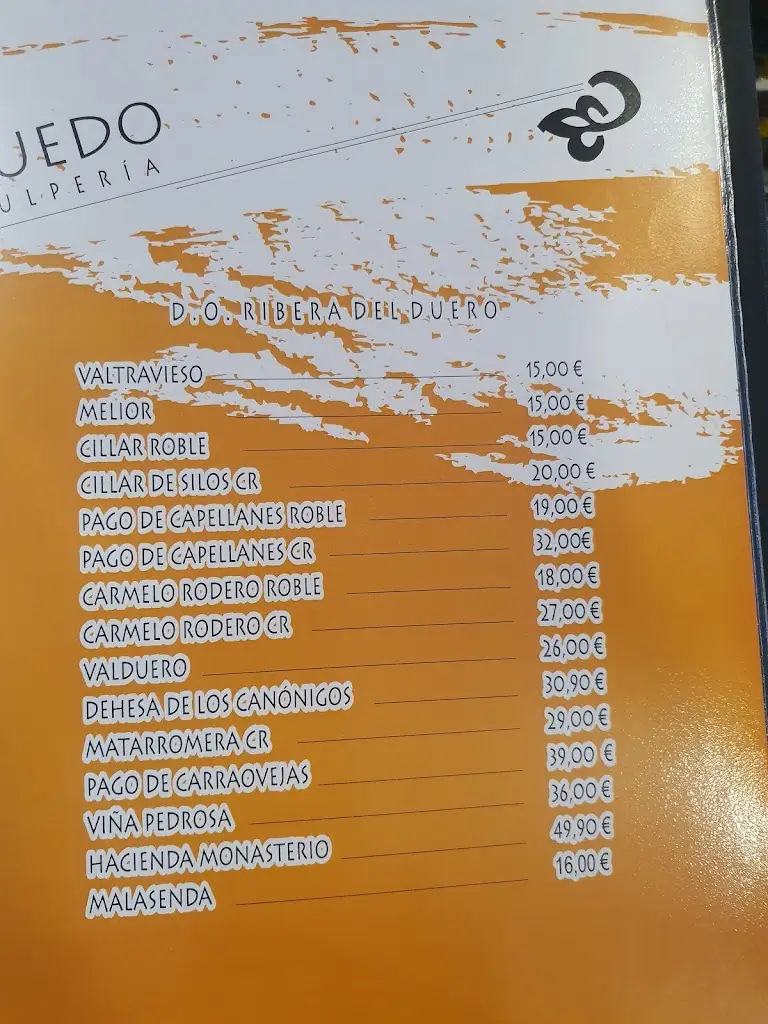 UEDO
ULPERÍA
D.O. RIBERA DEL DUERO
VALTRAVIESO 15,00 €
MELIOR 15,00 €
CILLAR ROBLE 15,00 €
CILLAR DE SILOS CR 20,00 €
PAGO DE CAPELLANES ROBLE 19,00 €
PAGO DE CAPELLANES CR 32,00€
CARMELO RODERO ROBLE 18,00 €
CARMELO RODERO CR 27,00 €
VALDUERO 26,00 €
DEHESA DE LOS CANÓNIGOS 30,90 €
MATARROMERA CR 29,00 €
PAGO DE CARRAOVEJAS 39,00 €
VIÑA PEDROSA 36,00 €
HACIENDA MONASTERIO 49,90 €
MALASENDA 16,00 €